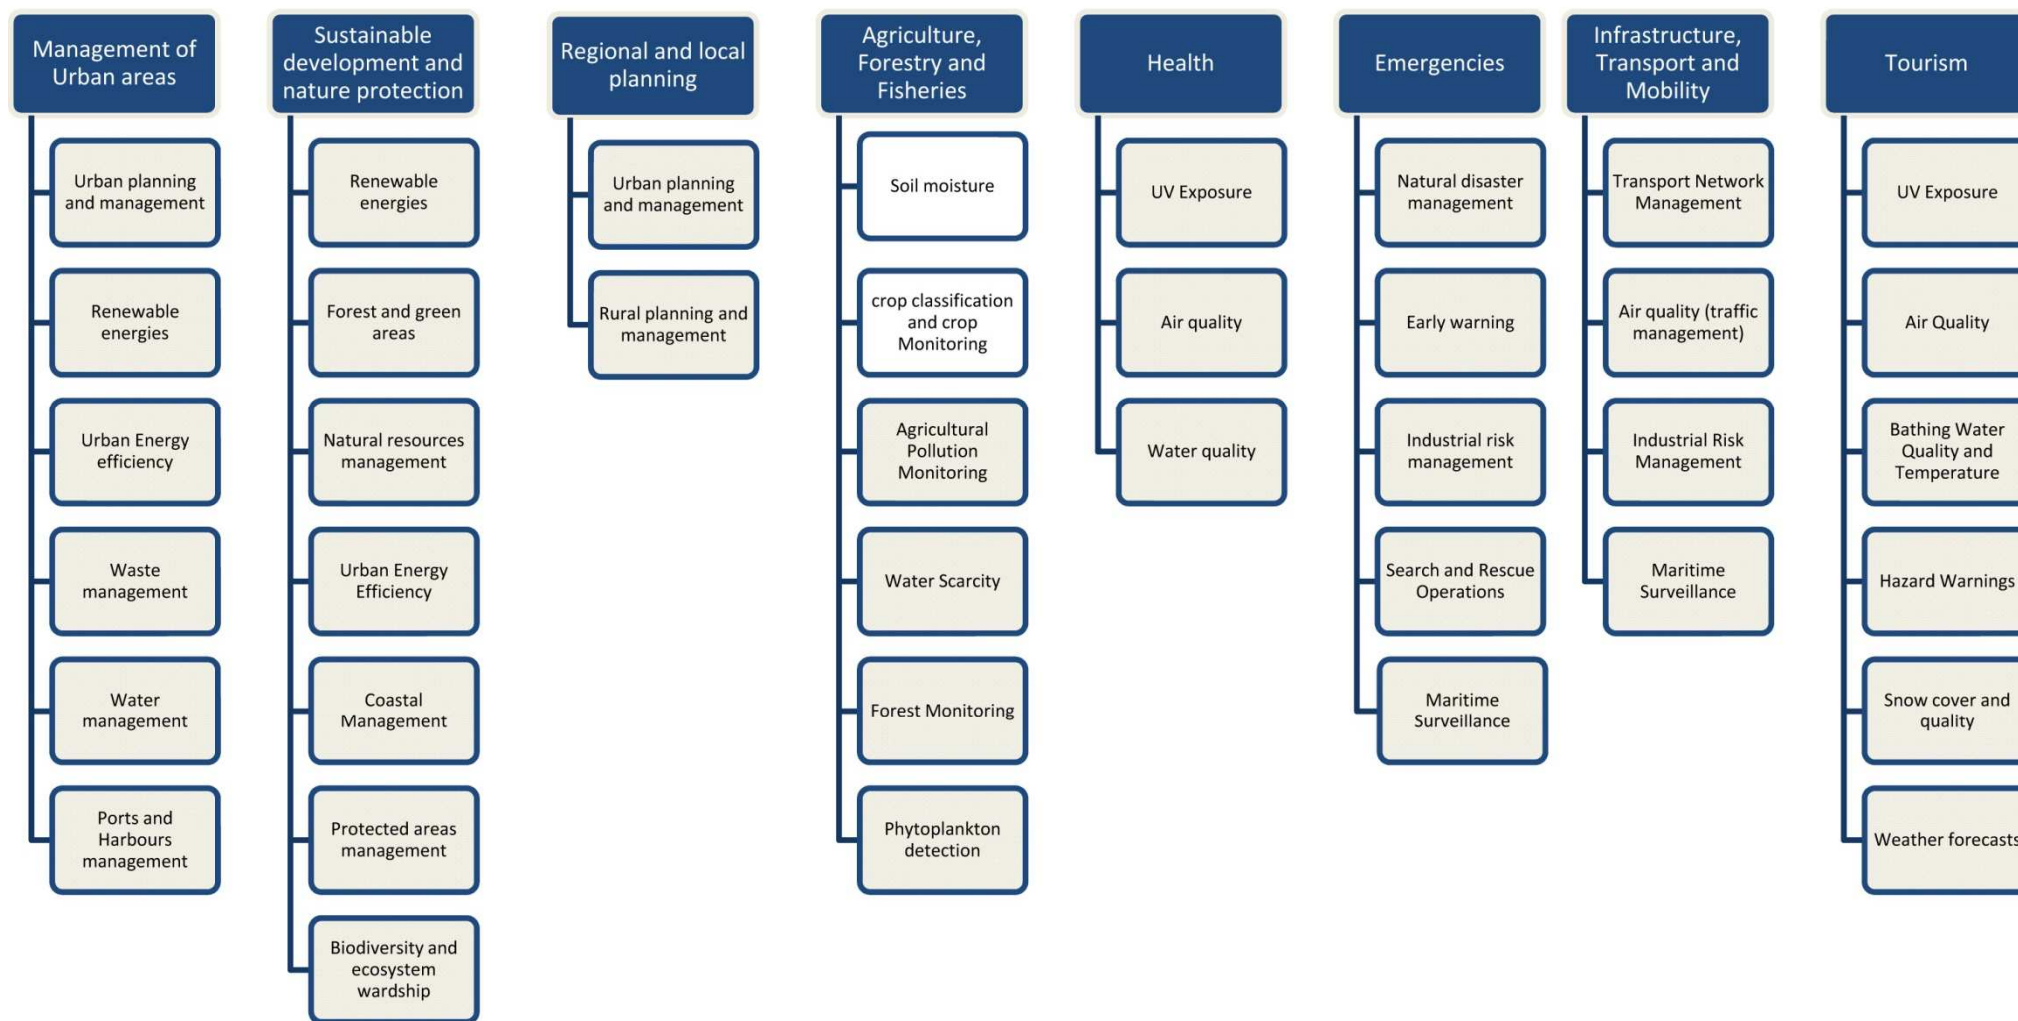 Management of
Urban areas
Urban planning
and management
Renewable
energies
Urban Energy
efficiency
Waste
management
Water
management
Ports and
Harbours
management
Sustainable
development and
nature protection
Renewable
energies
Forest and green
areas
Natural resources
management
Urban Energy
Efficiency
Coastal
Management
Protected areas
management
Biodiversity and
ecosystem
wardship
Regional and local
planning
Urban planning
and management
Rural planning and
management
Agriculture,
Forestry and
Fisheries
Soil moisture
crop classification
and crop
Monitoring
Agricultural
Pollution
Monitoring
Water Scarcity
Forest Monitoring
Phytoplankton
detection
Health
UV Exposure
Air quality
Water quality
Emergencies
Natural disaster
management
Early warning
Industrial risk
management
Search and Rescue
Operations
Maritime
Surveillance
Infrastructure,
Transport and
Mobility
Transport Network
Management
Air quality (traffic
management)
Industrial Risk
Management
Maritime
Surveillance
Tourism
UV Exposure
Air Quality
Bathing Water
Quality and
Temperature
Hazard Warnings
Snow cover and
quality
Weather forecasts